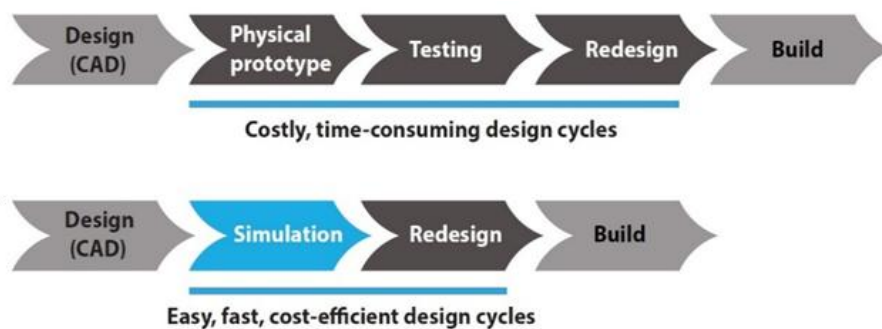 Design
(CAD)
Physical
prototype
Testing
Redesign
Build
Costly, time-consuming design cycles
Design
(CAD)
Simulation
Redesign
Build
Easy, fast, cost-efficient design cycles